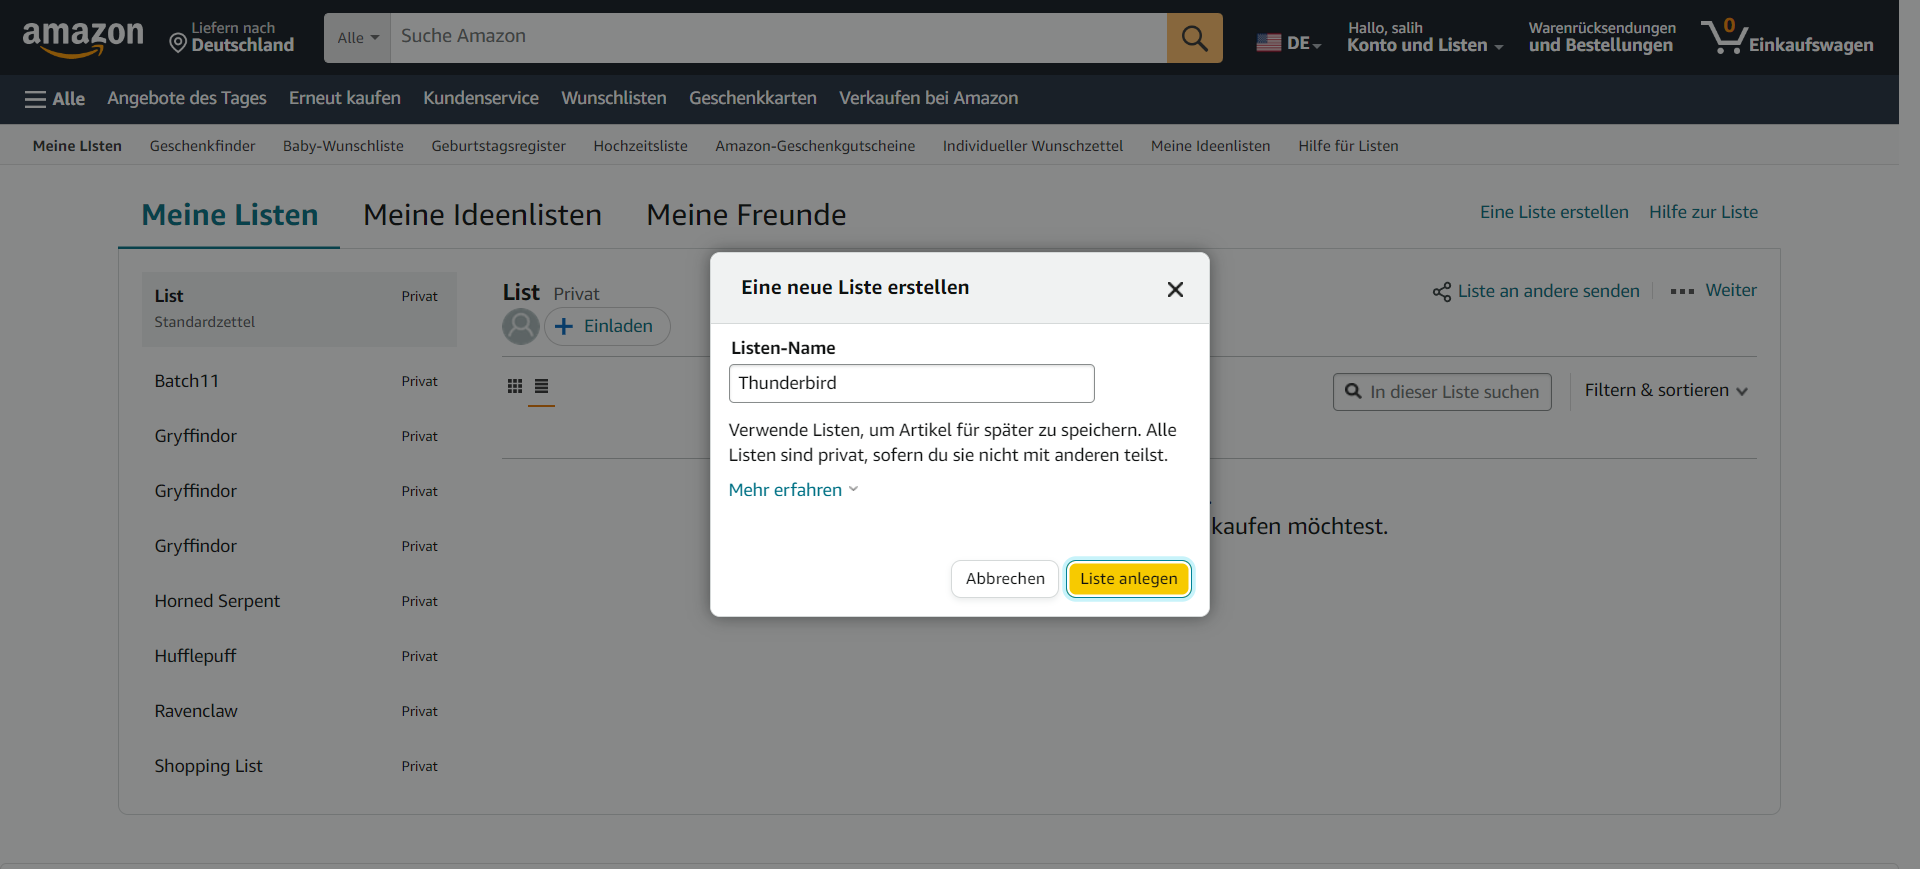 amazon
Liefern nach
Deutschland
Alle
Suche Amazon
DE
Hallo, salih
Konto und Listen
Warenrücksendungen
und Bestellungen
0
Einkaufswagen
Alle
Angebote des Tages
Erneut kaufen
Kundenservice
Wunschlisten
Geschenkkarten
Verkaufen bei Amazon
Meine LIsten
Geschenkfinder
Baby-Wunschliste
Geburtstagsregister
Hochzeitsliste
Amazon-Geschenkgutscheine
Individueller Wunschzettel
Meine Ideenlisten
Hilfe für Listen
Meine Listen
Meine Ideenlisten
Meine Freunde
Eine Liste erstellen
Hilfe zur Liste
List
Privat
Standardzettel
Batch11
Privat
Gryffindor
Privat
Gryffindor
Privat
Gryffindor
Privat
Horned Serpent
Privat
Hufflepuff
Privat
Ravenclaw
Privat
Shopping List
Privat
List Privat
Einladen
Liste an andere senden
Weiter
In dieser Liste suchen
Filtern & sortieren
kaufen möchtest.
Eine neue Liste erstellen
Listen-Name
Thunderbird
Verwende Listen, um Artikel für später zu speichern. Alle
Listen sind privat, sofern du sie nicht mit anderen teilst.
Mehr erfahren
Abbrechen
Liste anlegen